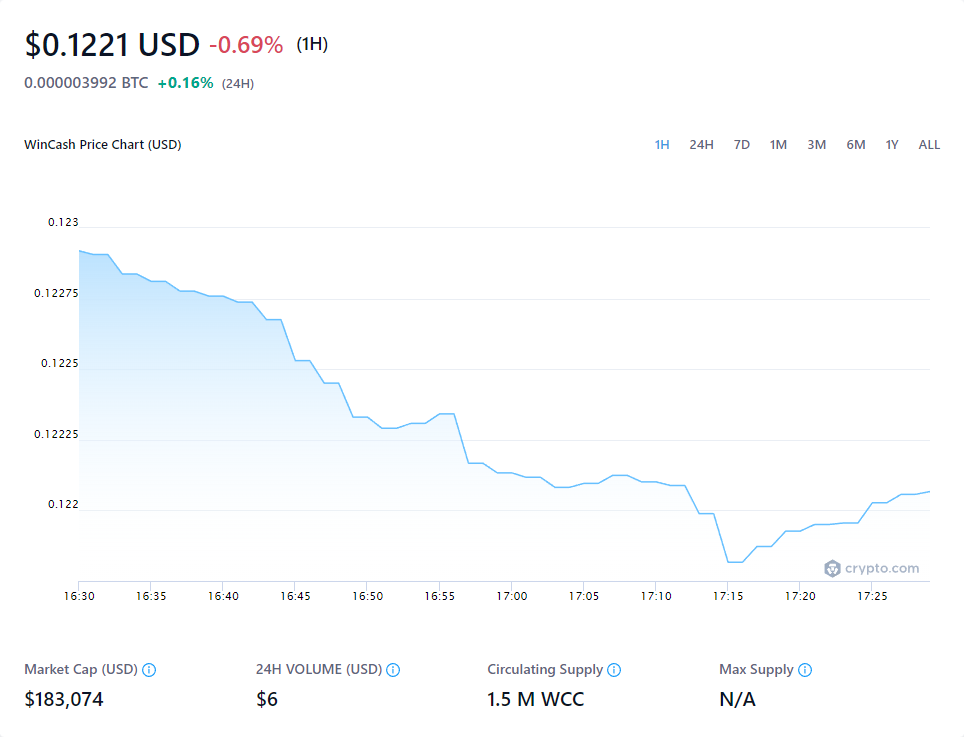 $0.1221 USD -0.69% (1H)
0.000003992 BTC +0.16% (24H)
WinCash Price Chart (USD)
1H 24H 7D 1M 3M 6M 1Y ALL
0.123
0.12275
0.1225
0.12225
0.122
crypto.com
16:30 16:35 16:40 16:45 16:50 16:55 17:00 17:05 17:10 17:15 17:20 17:25
Market Cap (USD) 24H VOLUME (USD) Circulating Supply Max Supply
$183,074 $6 1.5 M WCC N/A